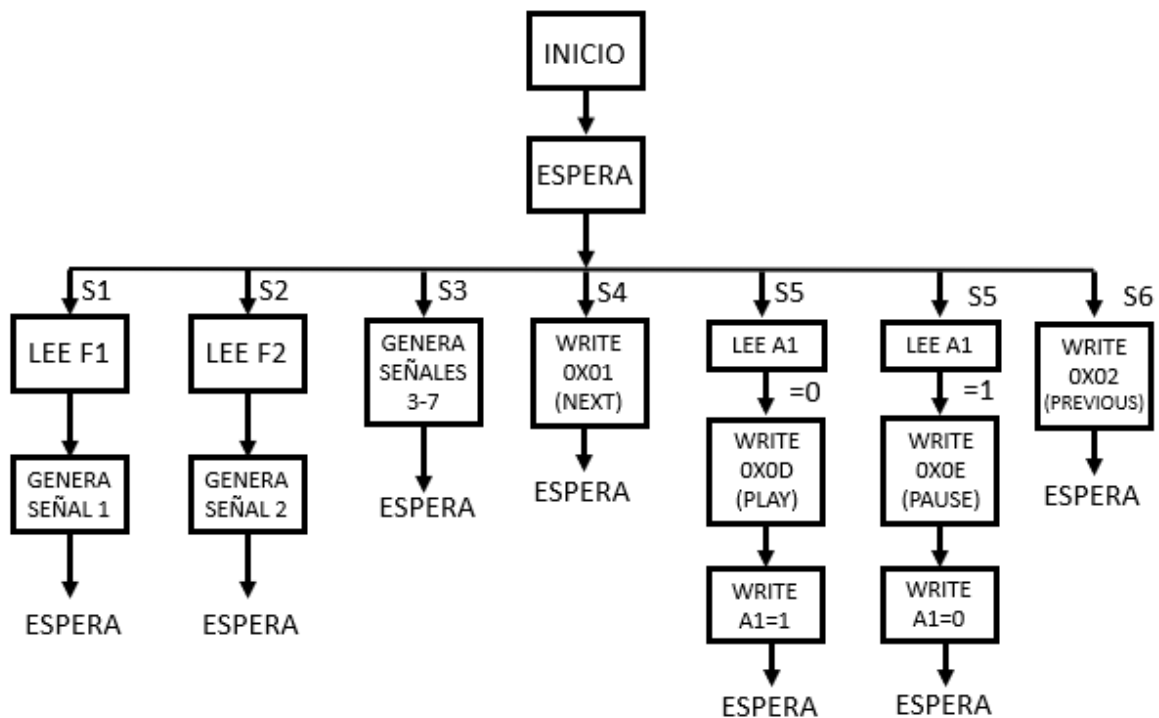 INICIO
ESPERA
S1
S2
S3
S4
S5
S5
S6
LEE F1
LEE F2
GENERA
SEÑALES
3-7
WRITE
0X01
(NEXT)
LEE A1
LEE A1
WRITE
0X02
(PREVIOUS)
=0
=1
GENERA
SEÑAL 1
GENERA
SEÑAL 2
WRITE
0X0D
(PLAY)
WRITE
0X0E
(PAUSE)
ESPERA
ESPERA
ESPERA
WRITE
A1=1
WRITE
A1=0
ESPERA
ESPERA
ESPERA
ESPERA